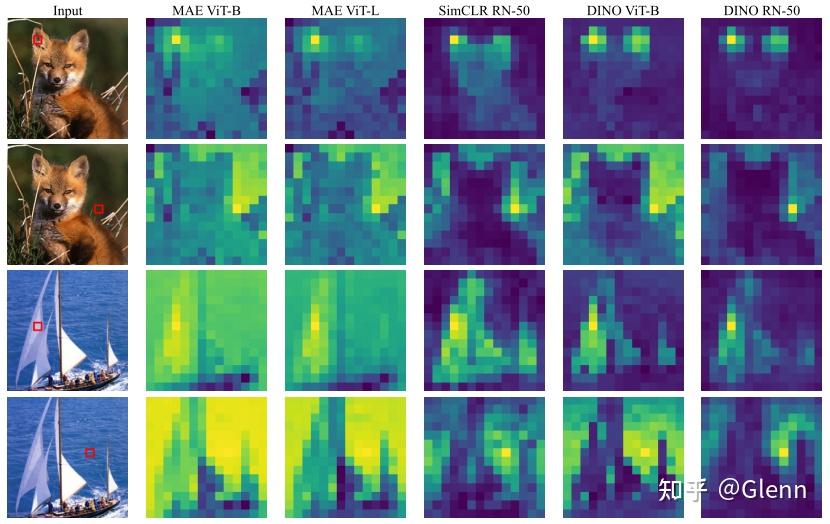 Input MAE ViT-B MAE ViT-L SimCLR RN-50 DINO ViT-B DINO RN-50
知乎 @Glenn